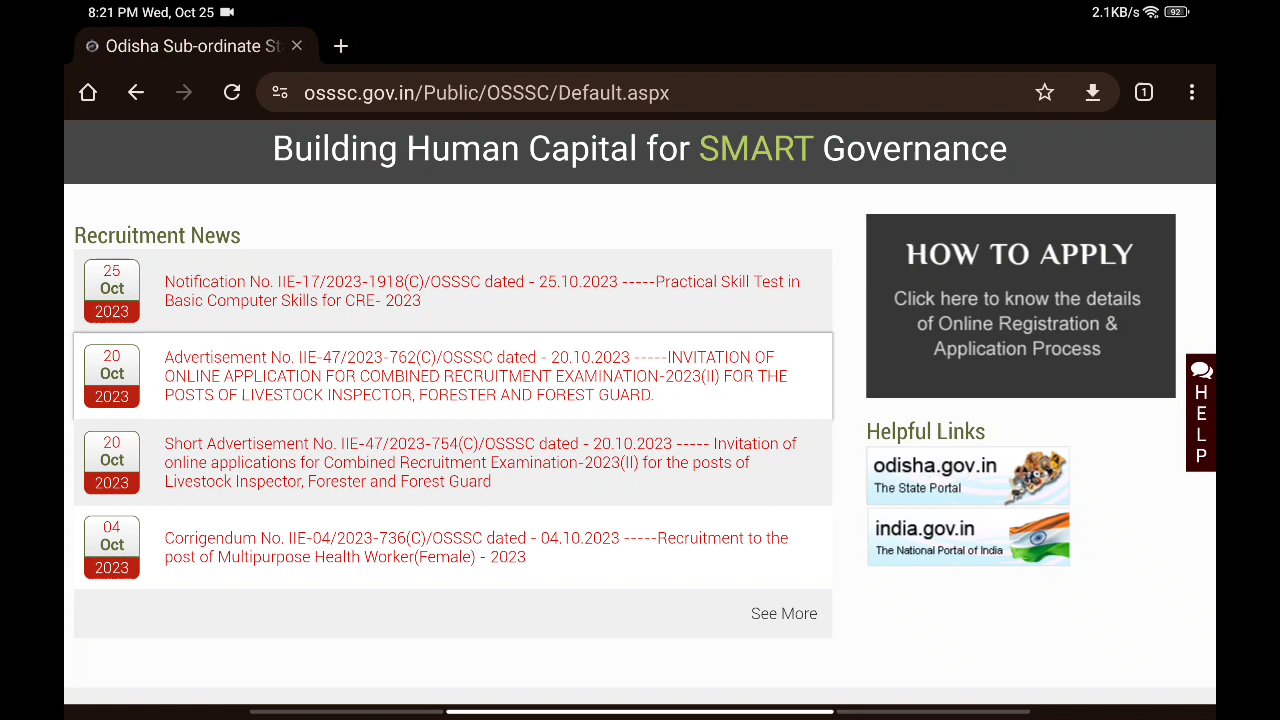 8:21 PM Wed, Oct 25
2.1KB/s
92
Odisha Sub-ordinate St
osssc.gov.in/Public/OSSSC/Default.aspx
1
Building Human Capital for SMART Governance
Recruitment News
25
Oct
2023
Notification No. IIE-17/2023-1918(C)/OSSSC dated - 25.10.2023 -----Practical Skill Test in
Basic Computer Skills for CRE- 2023
20
Oct
2023
Advertisement No. IIE-47/2023-762(C)/OSSSC dated - 20.10.2023 -----INVITATION OF
ONLINE APPLICATION FOR COMBINED RECRUITMENT EXAMINATION-2023(II) FOR THE
POSTS OF LIVESTOCK INSPECTOR, FORESTER AND FOREST GUARD.
20
Oct
2023
Short Advertisement No. IIE-47/2023-754(C)/OSSSC dated - 20.10.2023 ----- Invitation of
online applications for Combined Recruitment Examination-2023(II) for the posts of
Livestock Inspector, Forester and Forest Guard
04
Oct
2023
Corrigendum No. IIE-04/2023-736(C)/OSSSC dated - 04.10.2023 -----Recruitment to the
post of Multipurpose Health Worker(Female) - 2023
See More
HOW TO APPLY
Click here to know the details
of Online Registration &
Application Process
Helpful Links
odisha.gov.in
The State Portal
india.gov.in
The National Portal of India
H
E
L
P